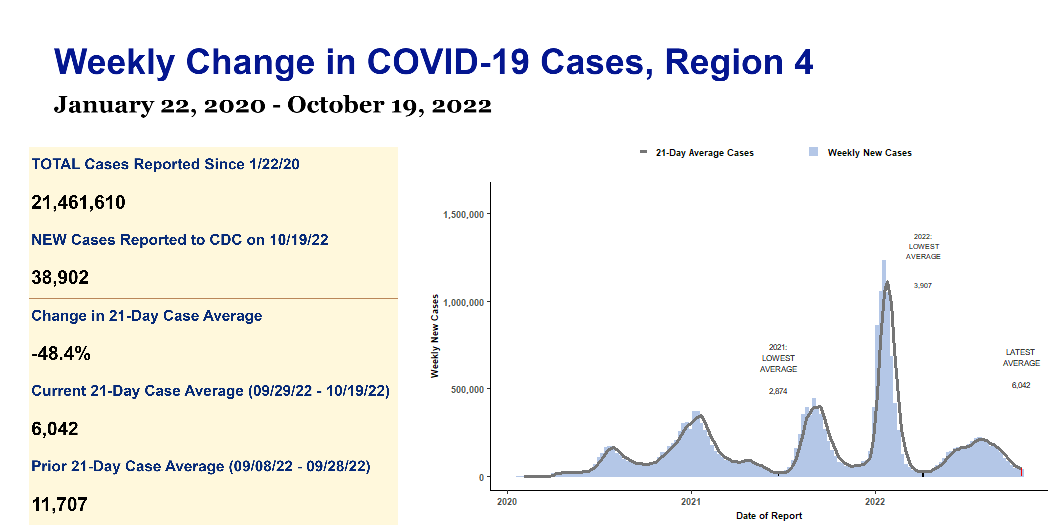 Weekly Change in COVID-19 Cases, Region 4
January 22, 2020 - October 19, 2022
TOTAL Cases Reported Since 1/22/20
21,461,610
NEW Cases Reported to CDC on 10/19/22
38,902
Change in 21-Day Case Average
-48.4%
Current 21-Day Case Average (09/29/22 - 10/19/22)
6,042
Prior 21-Day Case Average (09/08/22 - 09/28/22)
11,707
21-Day Average Cases
Weekly New Cases
Weekly New Cases
1,500,000
1,000,000
500,000
0
2021:
LOWEST
AVERAGE
2,874
2022:
LOWEST
AVERAGE
3,907
LATEST
AVERAGE
6,042
2020
2021
2022
Date of Report